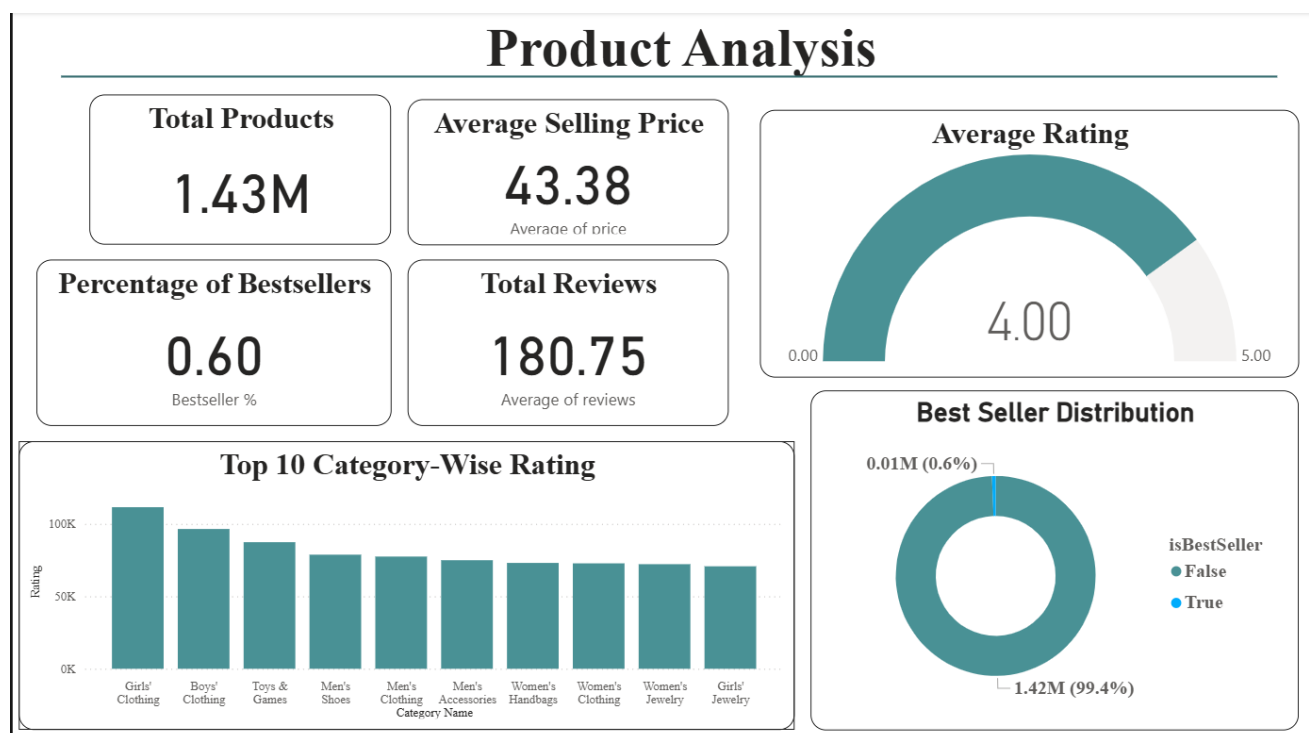 Product Analysis
Total Products
1.43M
Average Selling Price
43.38
Average of price
Average Rating
4.00
0.00
5.00
Percentage of Bestsellers
0.60
Bestseller %
Total Reviews
180.75
Average of reviews
Best Seller Distribution
0.01M (0.6%)
isBestSeller
False
True
1.42M (99.4%)
Top 10 Category-Wise Rating
Rating
100K
50K
0K
Girls' Clothing
Boys' Clothing
Toys & Games
Men's Shoes
Men's Clothing
Men's Accessories
Women's Handbags
Women's Clothing
Women's Jewelry
Girls' Jewelry
Category Name